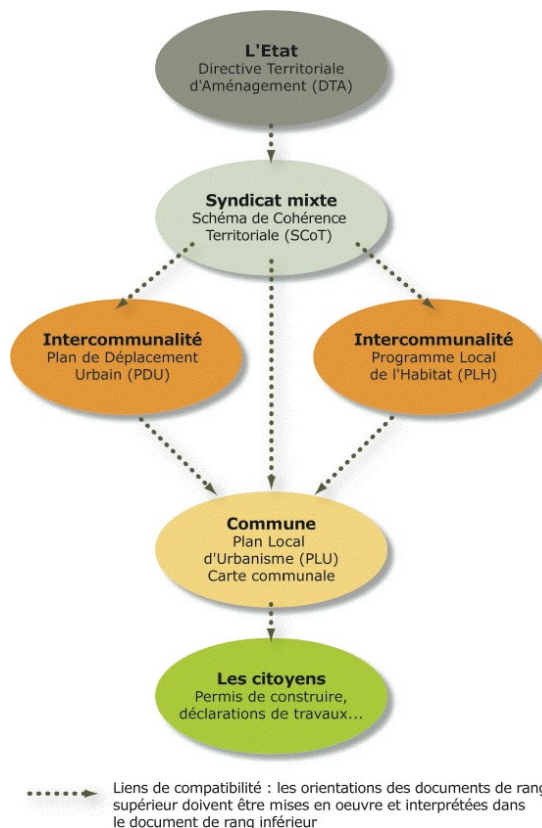 L'Etat
Directive Territoriale
d'Aménagement (DTA)
Syndicat mixte
Schéma de Cohérence
Territoriale (SCoT)
Intercommunalité
Plan de Déplacement
Urbain (PDU)
Intercommunalité
Programme Local
de l'Habitat (PLH)
Commune
Plan Local
d'Urbanisme (PLU)
Carte communale
Les citoyens
Permis de construire,
déclarations de travaux...
Liens de compatibilité : les orientations des documents de rang
supérieur doivent être mises en oeuvre et interprétées dans
le document de rang inférieur